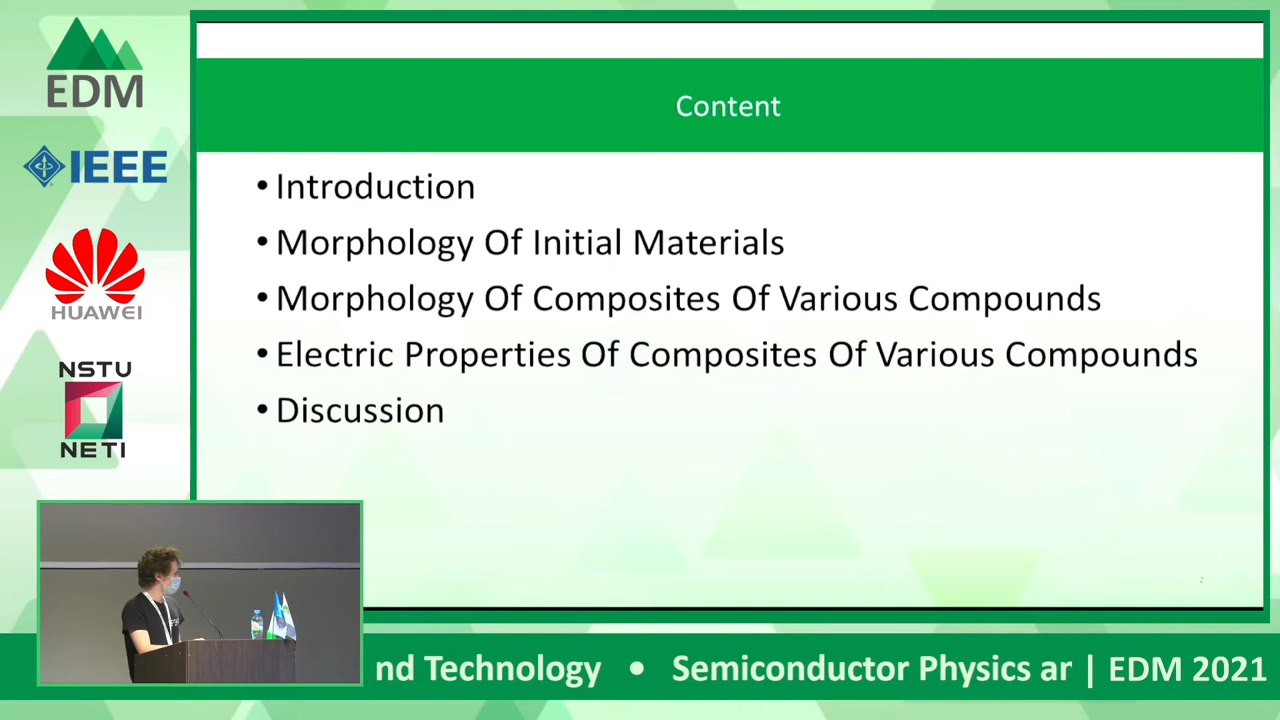 EDM
IEEE
HUAWEI
NSTU
NETI
Content
• Introduction
• Morphology Of Initial Materials
• Morphology Of Composites Of Various Compounds
• Electric Properties Of Composites Of Various Compounds
• Discussion
2
nd Technology • Semiconductor Physics ar | EDM 2021